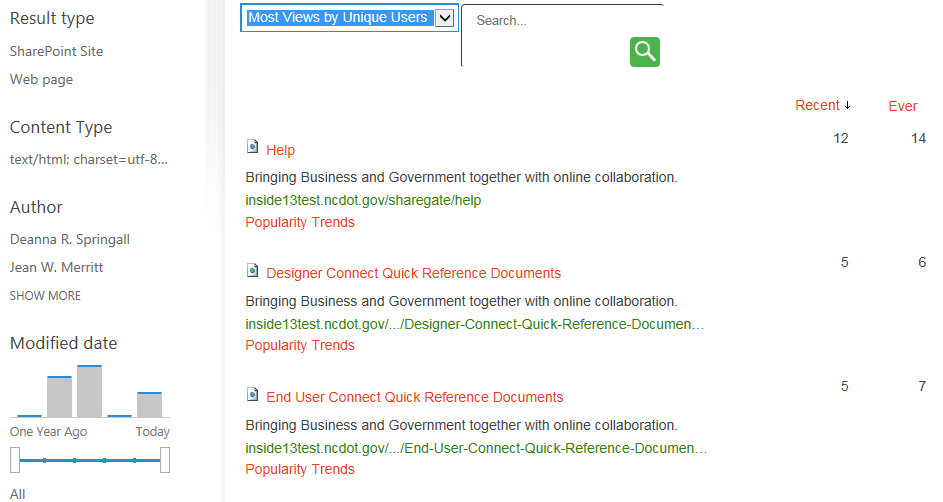 Result type
SharePoint Site
Web page
Content Type
text/html; charset=utf-8...
Author
Deanna R. Springall
Jean W. Merritt
SHOW MORE
Modified date
One Year Ago Today
All
Most Views by Unique Users
Search...
Recent Ever
Help 12 14
Bringing Business and Government together with online collaboration.
inside13test.ncdot.gov/sharegate/help
Popularity Trends
Designer Connect Quick Reference Documents 5 6
Bringing Business and Government together with online collaboration.
inside13test.ncdot.gov/.../Designer-Connect-Quick-Reference-Documen...
Popularity Trends
End User Connect Quick Reference Documents 5 7
Bringing Business and Government together with online collaboration.
inside13test.ncdot.gov/.../End-User-Connect-Quick-Reference-Documen...
Popularity Trends